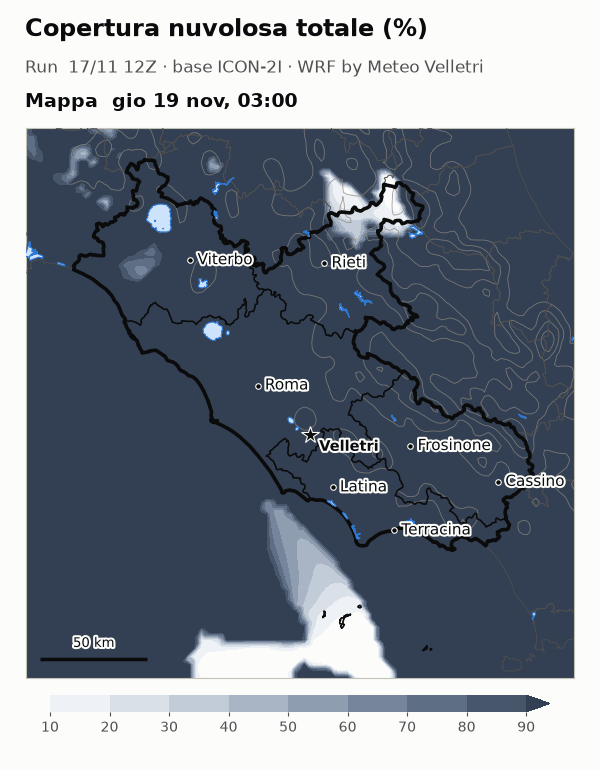 Copertura nuvolosa totale (%)
Run 17/11 12Z · base ICON-2I · WRF by Meteo Velletri
Mappa gio 19 nov, 03:00
Viterbo
Rieti
Roma
Velletri
Frosinone
Latina
Cassino
Terracina
50 km
10 20 30 40 50 60 70 80 90